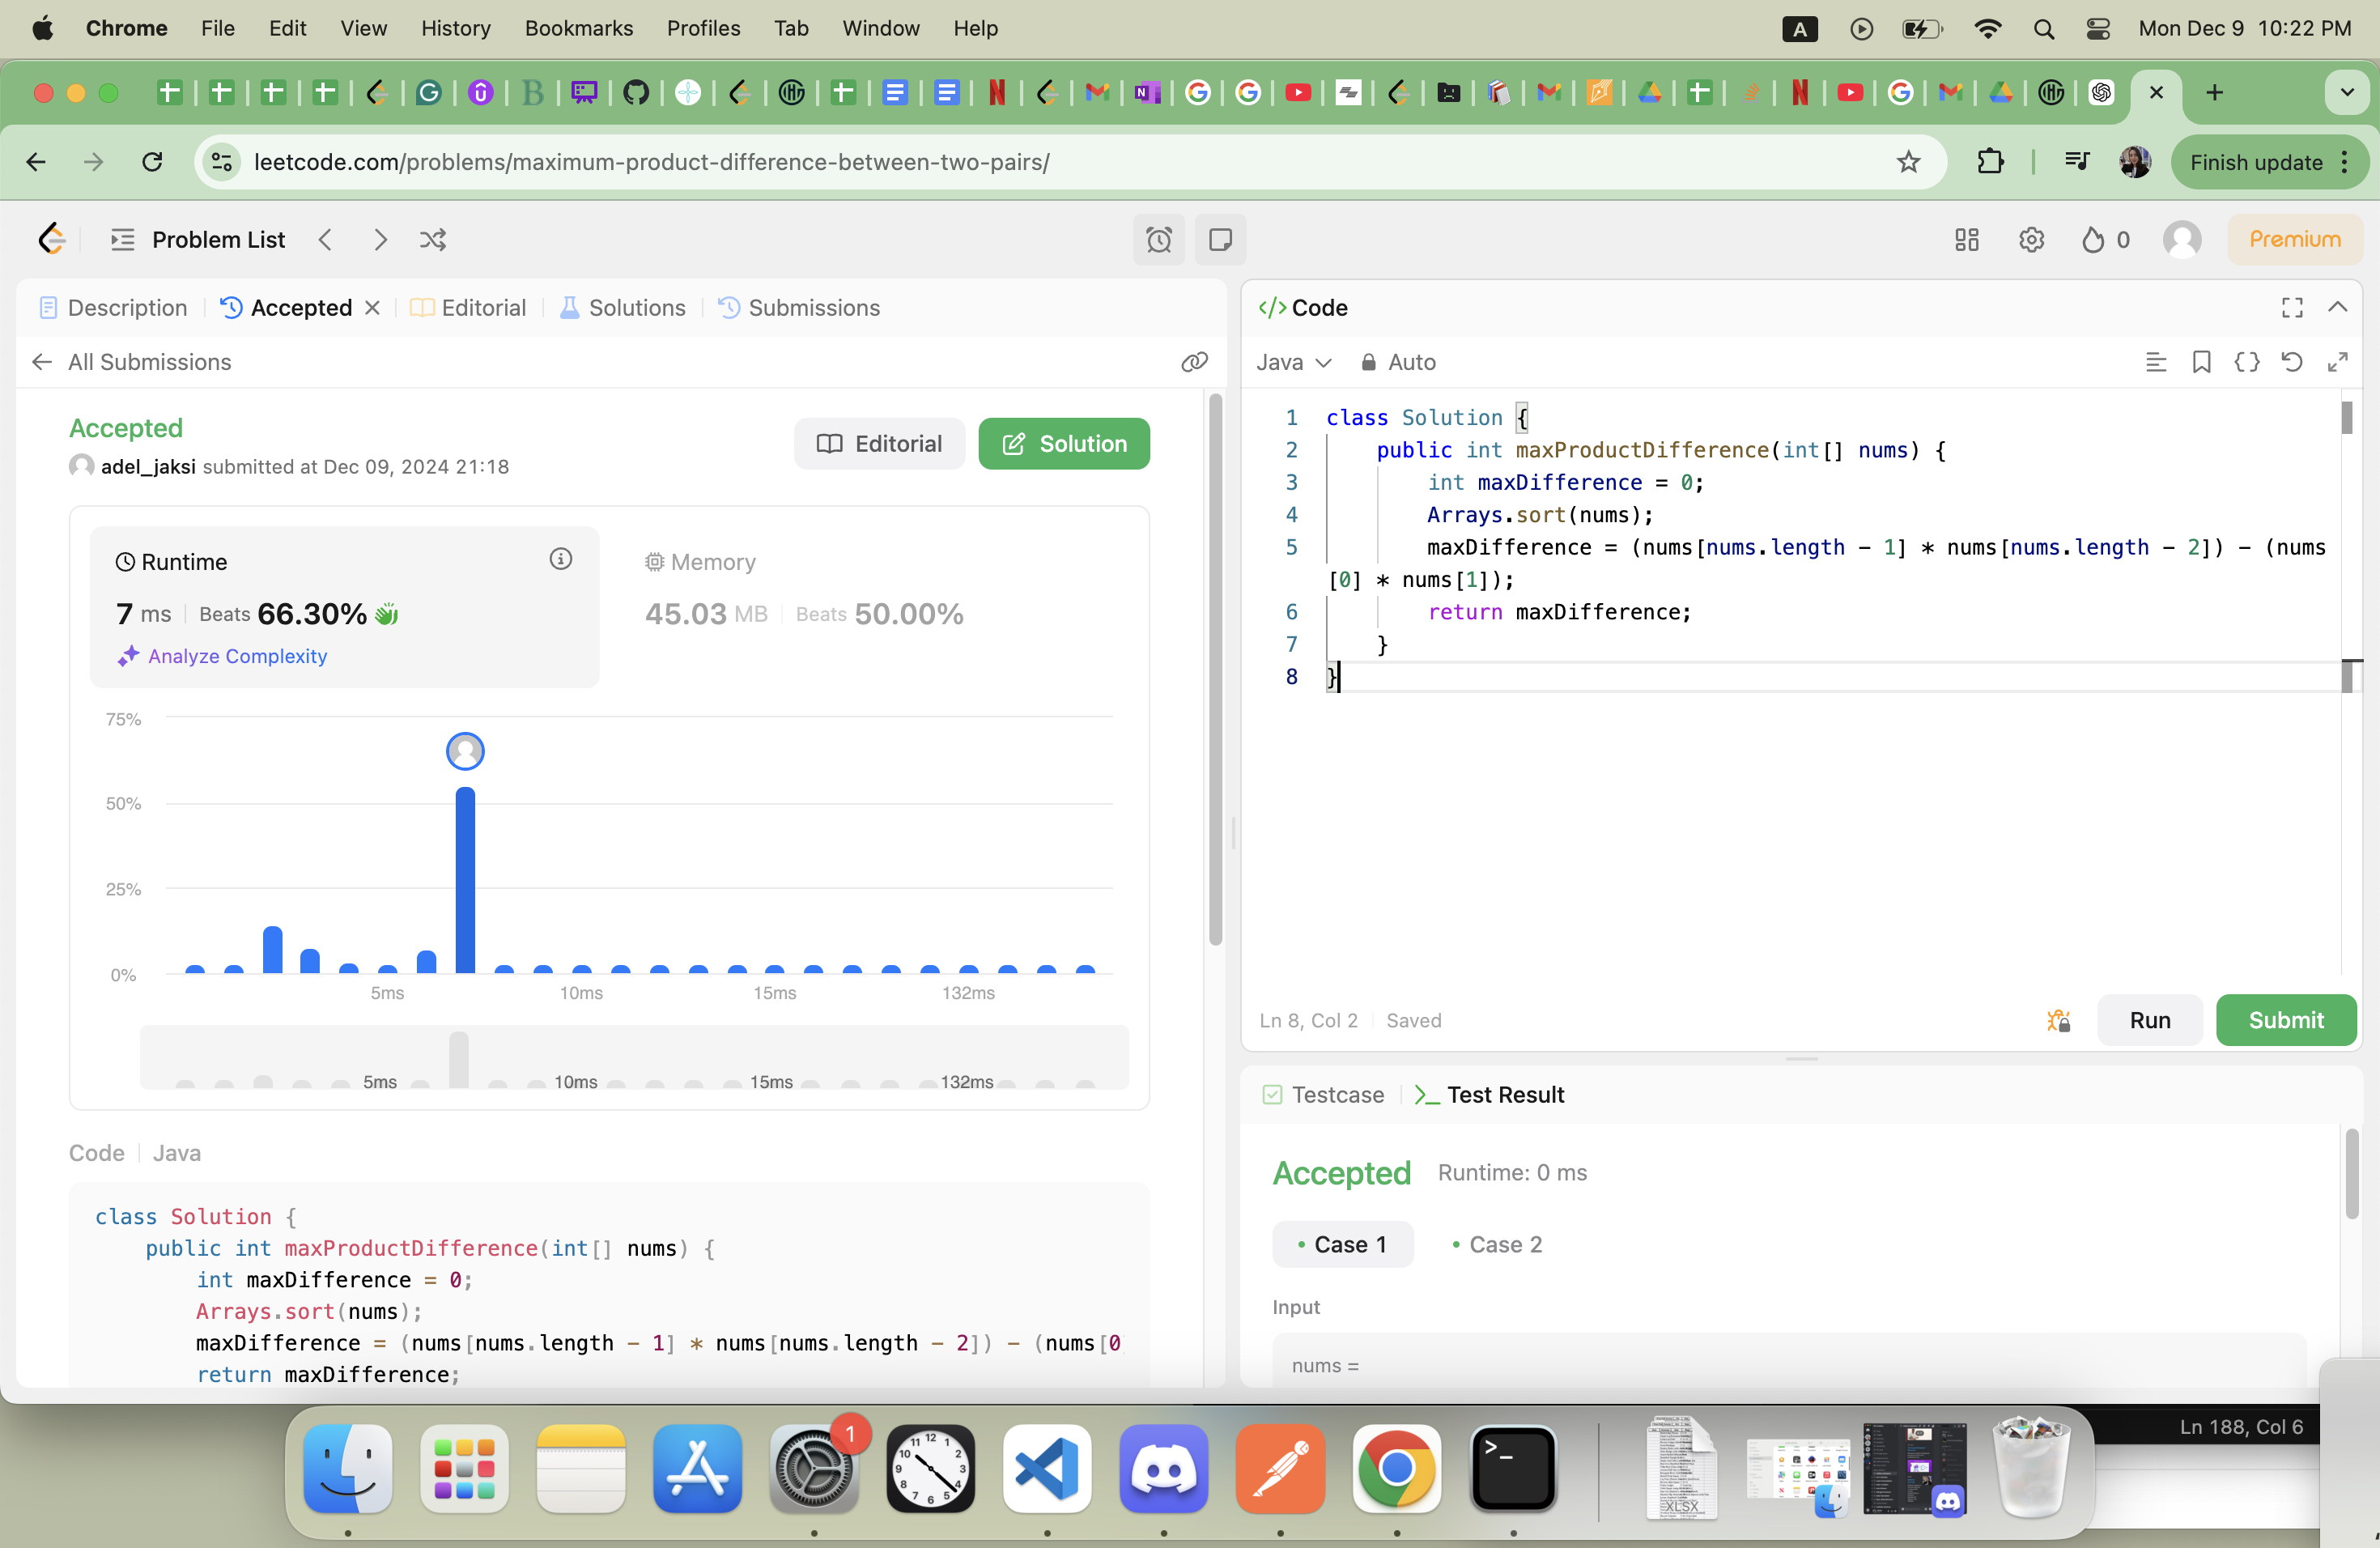 Chrome File Edit View History Bookmarks Profiles Tab Window Help A Mon Dec 9 10:22 PM
leetcode.com/problems/maximum-product-difference-between-two-pairs/ Finish update
Problem List 0 Premium
Description Accepted Editorial Solutions Submissions
All Submissions
Accepted
adel_jaksi submitted at Dec 09, 2024 21:18
Editorial Solution
Runtime
7 ms Beats 66.30%
Analyze Complexity
Memory
45.03 MB Beats 50.00%
75%
50%
25%
0%
5ms 10ms 15ms 132ms
5ms 10ms 15ms 132ms
Code Java
class Solution {
public int maxProductDifference(int[] nums) {
int maxDifference = 0;
Arrays.sort(nums);
maxDifference = (nums[nums.length - 1] * nums[nums.length - 2]) - (nums[0
return maxDifference;
</> Code
Java Auto
1 class Solution {
2 public int maxProductDifference(int[] nums) {
3 int maxDifference = 0;
4 Arrays.sort(nums);
5 maxDifference = (nums[nums.length - 1] * nums[nums.length - 2]) - (nums
[0] * nums[1]);
6 return maxDifference;
7 }
8 }
Ln 8, Col 2 Saved Run Submit
Testcase Test Result
Accepted Runtime: 0 ms
Case 1 Case 2
Input
nums =
1
XLSX
Ln 188, Col 6